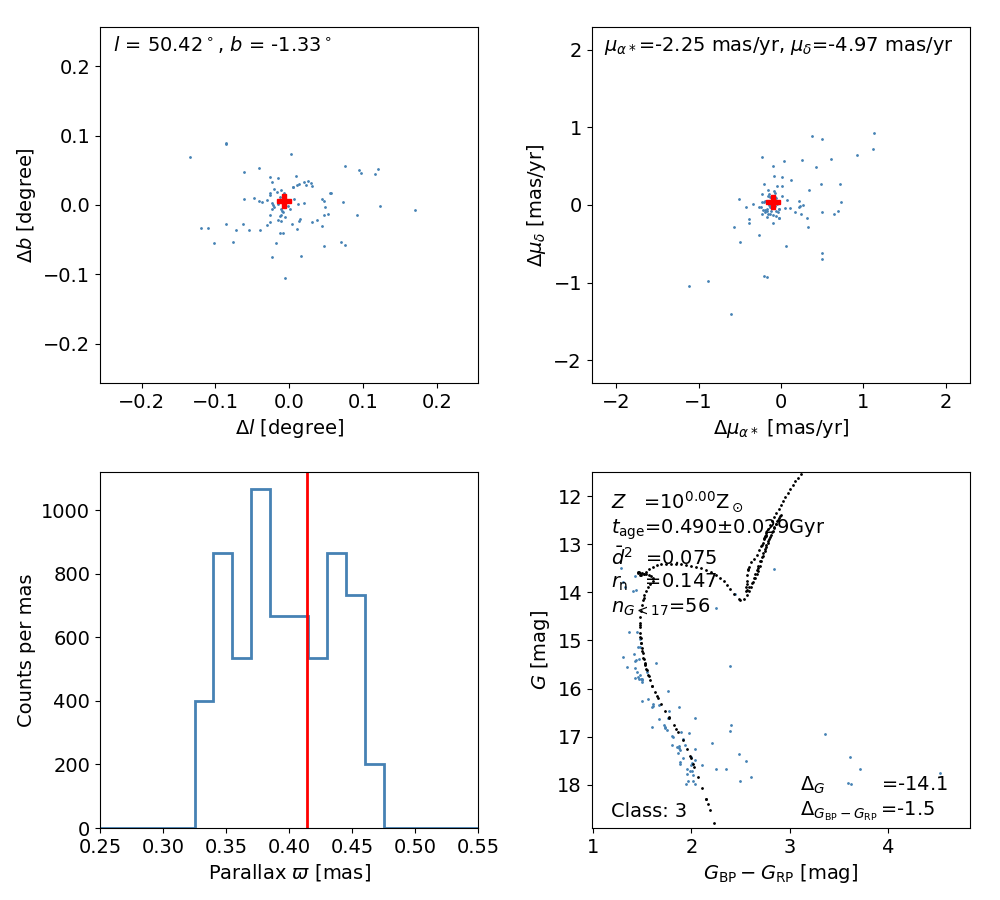 l = 50.42°, b = -1.33°
0.2
0.1
0.0
−0.1
−0.2
Δb [degree]
−0.2 −0.1 0.0 0.1 0.2
Δl [degree]
μα*=-2.25 mas/yr, μδ=-4.97 mas/yr
2
1
0
−1
−2
Δμδ [mas/yr]
−2 −1 0 1 2
Δμα* [mas/yr]
1000
800
600
400
200
0
Counts per mas
0.25 0.30 0.35 0.40 0.45 0.50 0.55
Parallax ϖ [mas]
12
13
14
15
16
17
18
G [mag]
Z =10^0.00 Z⊙
t_age=0.490±0.029Gyr
d̄² =0.075
r_n =0.147
n_G<17=56
Δ_G =-14.1
Δ_GBP−GRP=-1.5
Class: 3
1 2 3 4
G_BP − G_RP [mag]